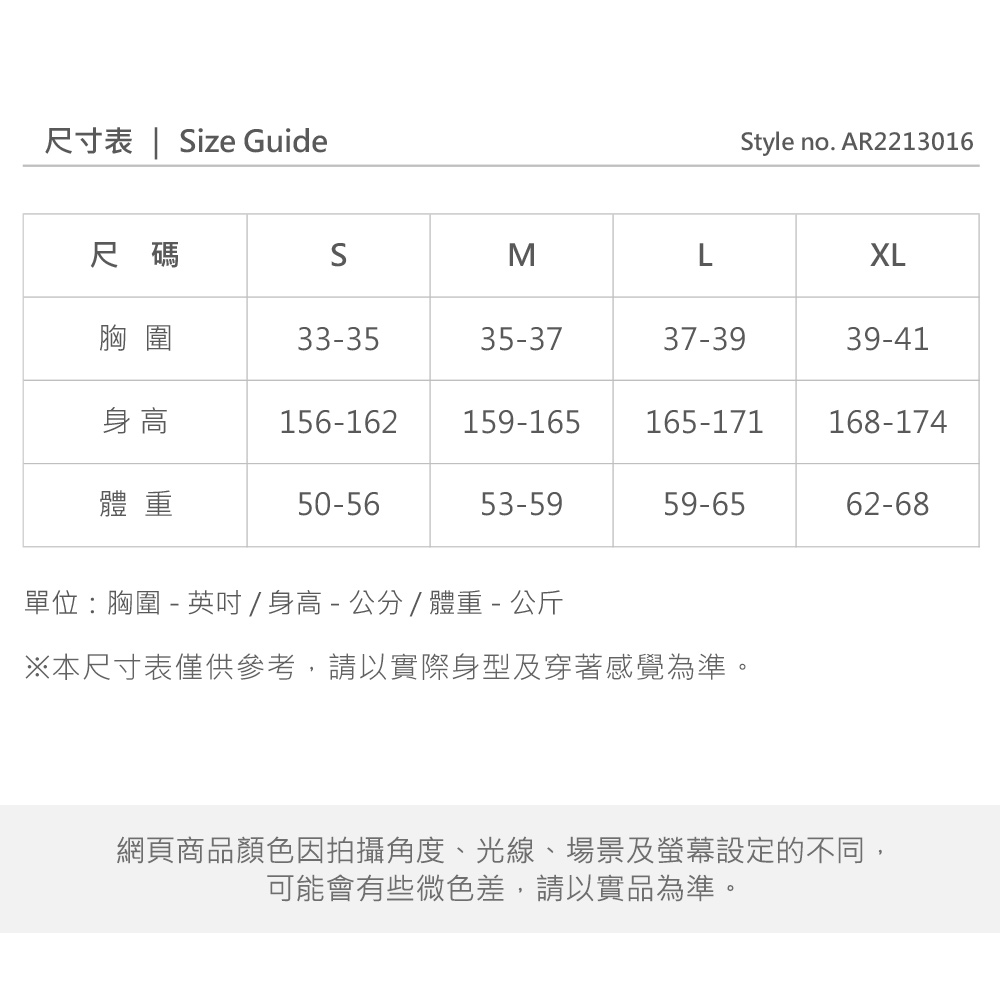 尺寸表 | Size Guide Style no. AR2213016
尺 碼 S M L XL
胸 圍 33-35 35-37 37-39 39-41
身高 156-162 159-165 165-171 168-174
體 重 50-56 53-59 59-65 62-68
單位：胸圍 - 英吋 / 身高 - 公分 / 體重 - 公斤
※本尺寸表僅供參考，請以實際身型及穿著感覺為準。
網頁商品顏色因拍攝角度、光線、場景及螢幕設定的不同，
可能會有些微色差，請以實品為準。